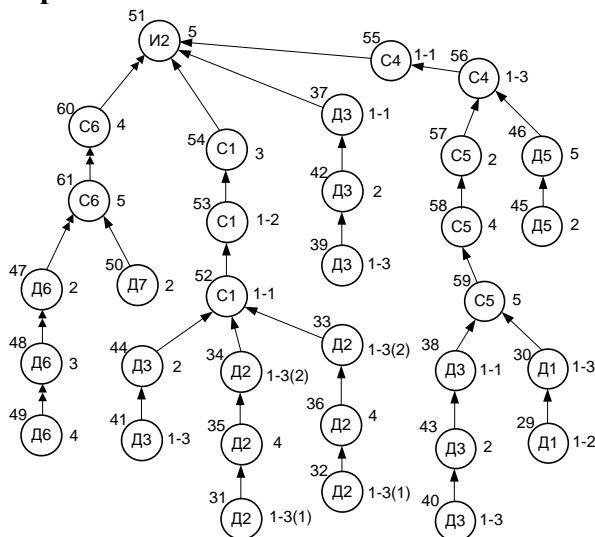 51 И2 5
55 С4 1-1
56 С4 1-3
60 С6 4
54 С1 3
37 Д3 1-1
57 С5 2
46 Д5 5
61 С6 5
53 С1 1-2
42 Д3 2
58 С5 4
45 Д5 2
47 Д6 2
50 Д7 2
52 С1 1-1
39 Д3 1-3
59 С5 5
48 Д6 3
44 Д3 2
34 Д2 1-3(2)
33 Д2 1-3(2)
38 Д3 1-1
30 Д1 1-3
49 Д6 4
41 Д3 1-3
35 Д2 4
36 Д2 4
43 Д3 2
29 Д1 1-2
31 Д2 1-3(1)
32 Д2 1-3(1)
40 Д3 1-3